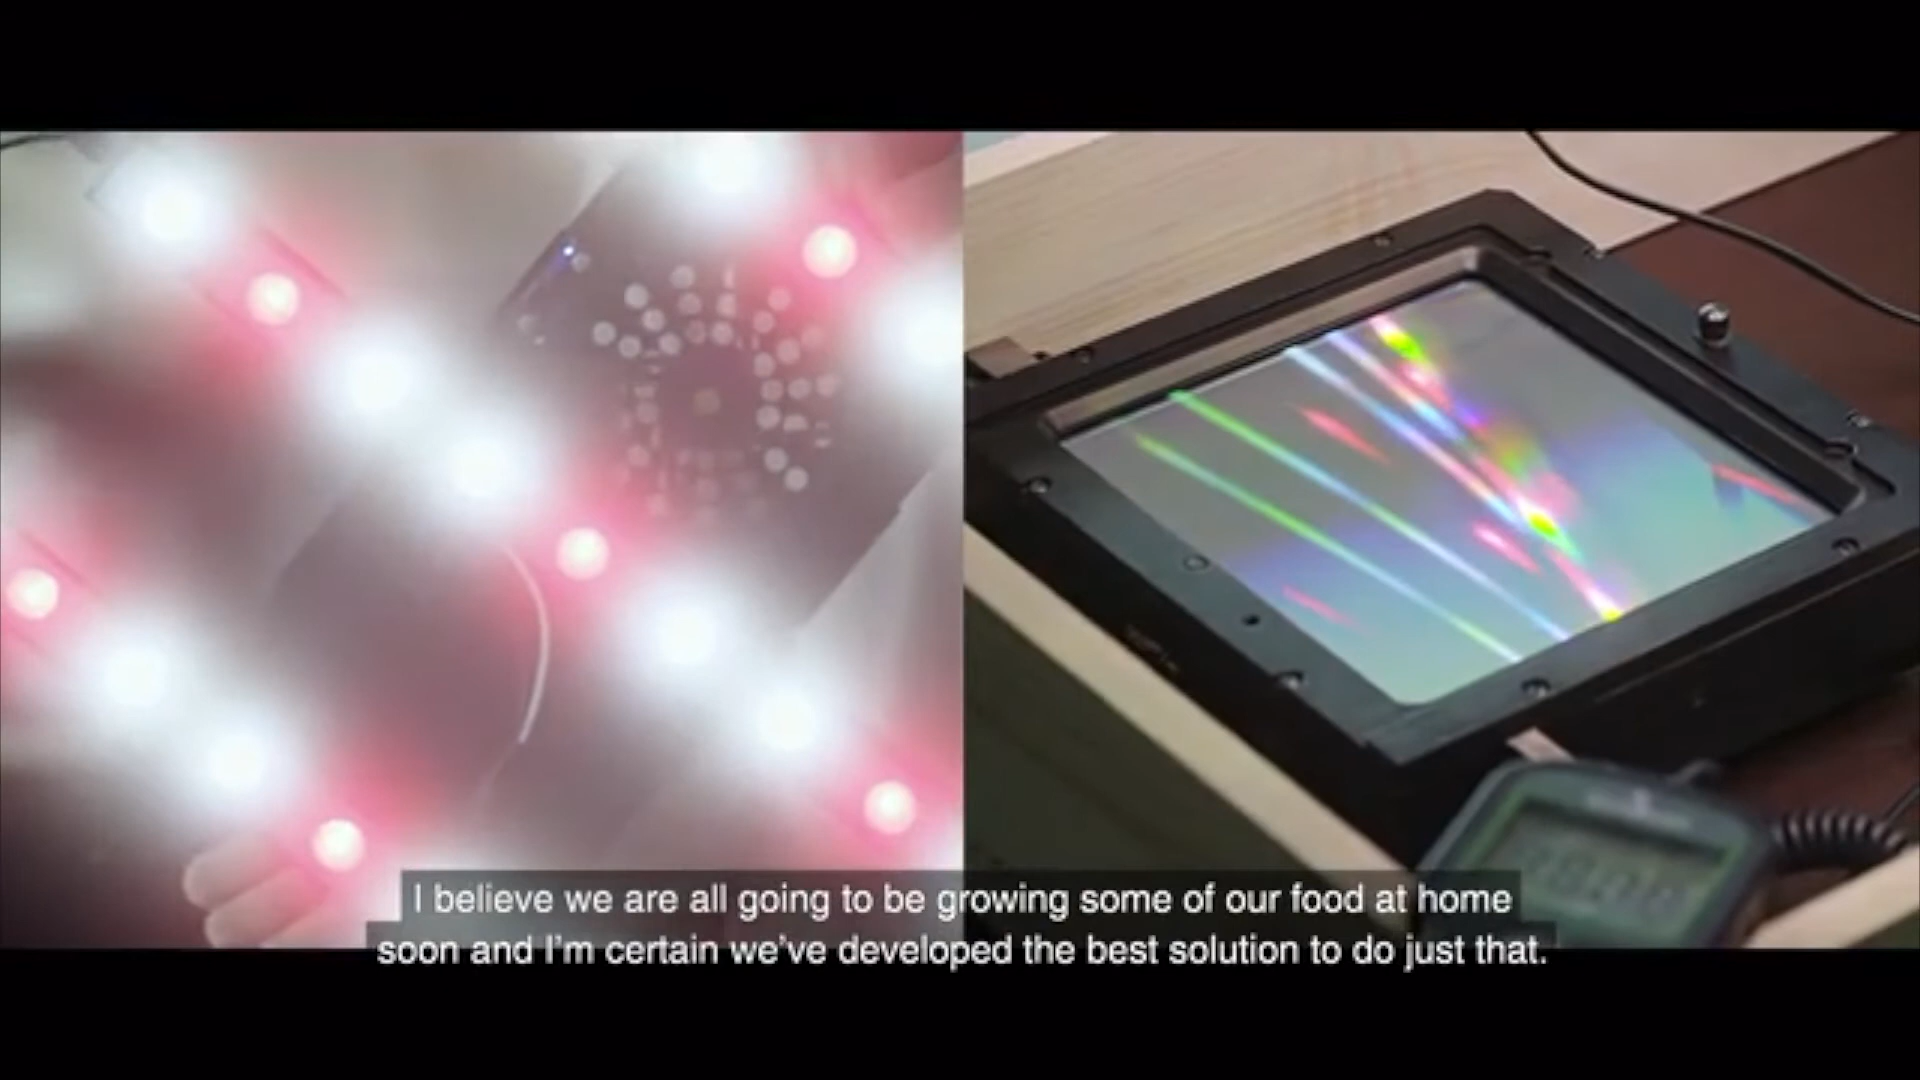 I believe we are all going to be growing some of our food at home
soon and I'm certain we've developed the best solution to do just that.